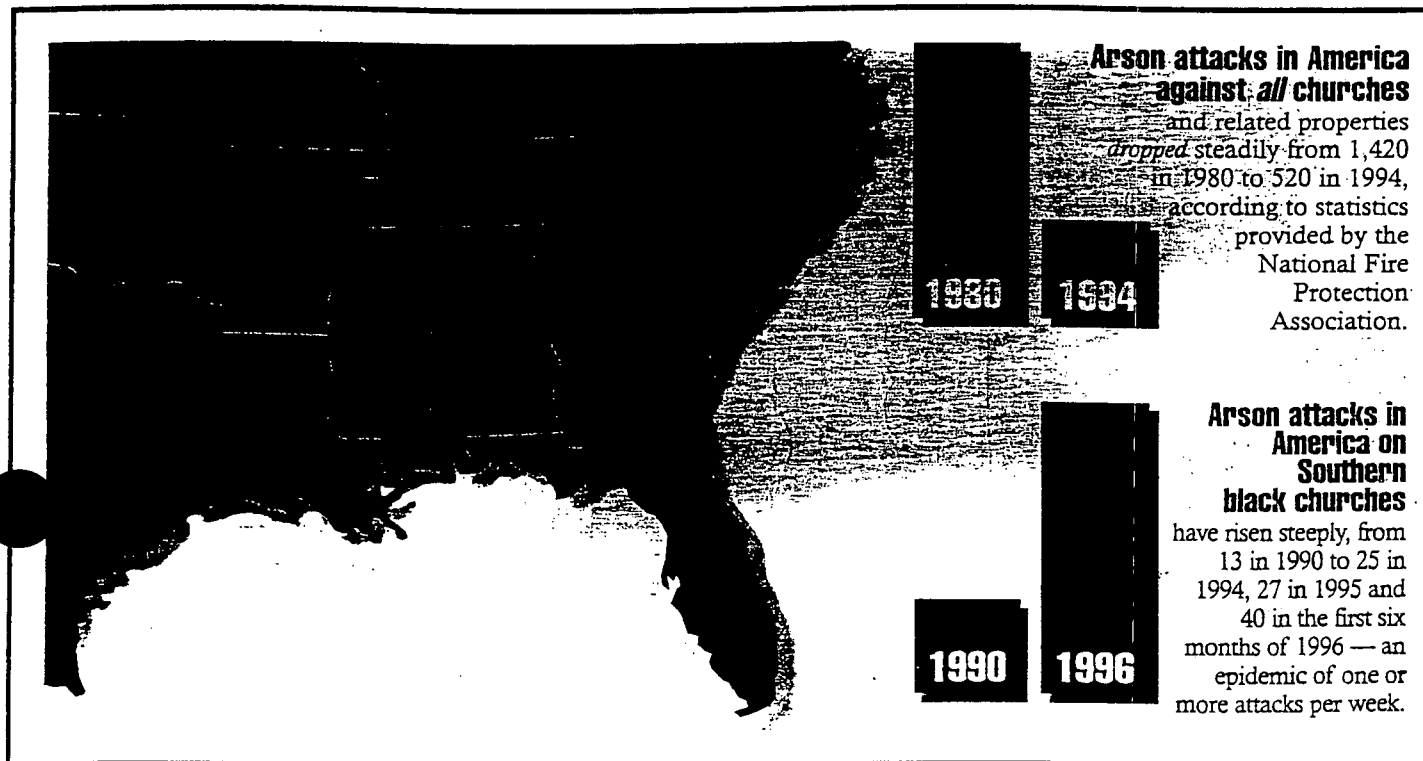 Arson attacks in America
against all churches
and related properties
dropped steadily from 1,420
in 1980 to 520 in 1994,
according to statistics
provided by the
National Fire
Protection
Association.
1980
1994
Arson attacks in
America on
Southern
black churches
have risen steeply, from
13 in 1990 to 25 in
1994, 27 in 1995 and
40 in the first six
months of 1996 — an
epidemic of one or
more attacks per week.
1990
1996